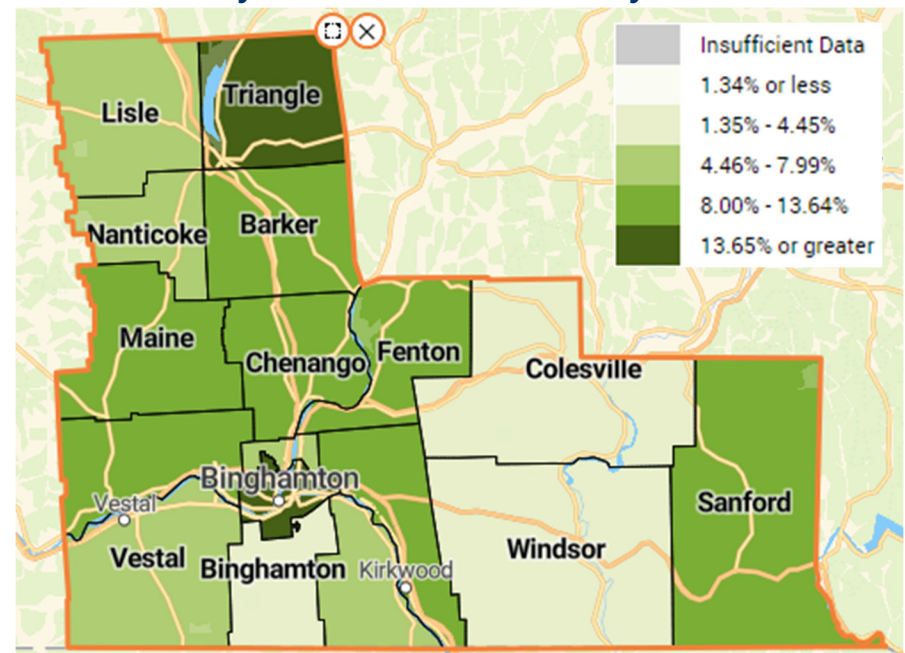 Insufficient Data
1.34% or less
1.35% - 4.45%
4.46% - 7.99%
8.00% - 13.64%
13.65% or greater
Triangle
Lisle
Barker
Nanticoke
Maine
Chenango
Fenton
Colesville
Binghamton
Vestal
Sanford
Windsor
Vestal
Binghamton
Kirkwood